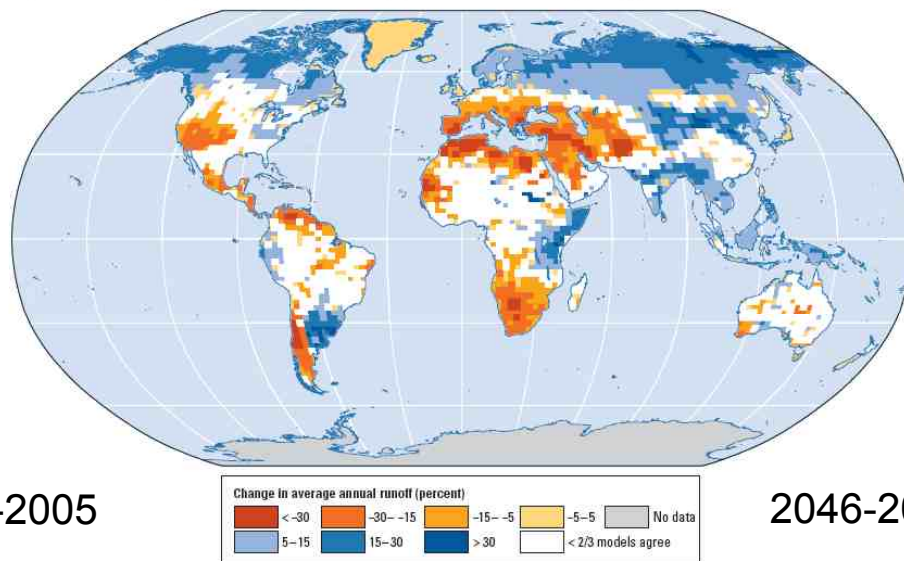 -2005
2046-20
Change in average annual runoff (percent)
< -30 -30– -15 -15– -5 -5–5 No data
5–15 15–30 > 30 < 2/3 models agree